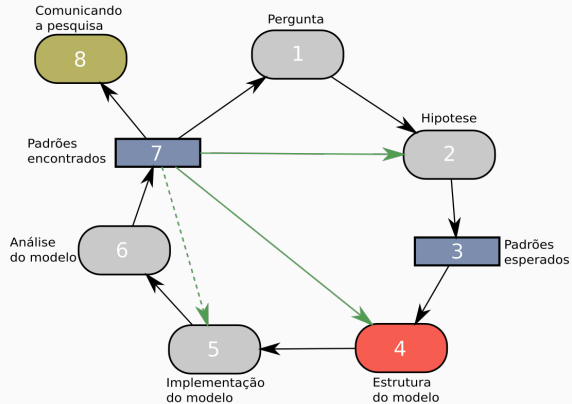 Comunicando
a pesquisa
8
Pergunta
1
Hipotese
2
Padrões
encontrados
7
3
Padrões
esperados
Análise
do modelo
6
5
Implementação
do modelo
4
Estrutura
do modelo